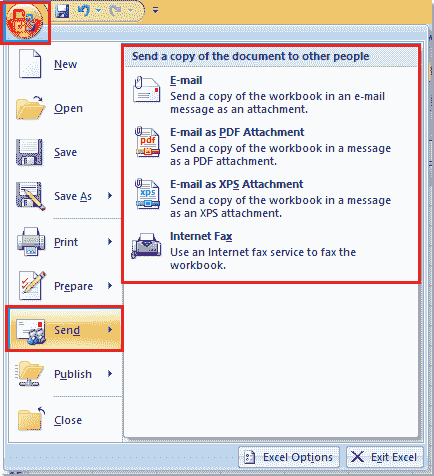 New
Open
Save
Save As
Print
Prepare
Send
Publish
Close
Send a copy of the document to other people
E-mail
Send a copy of the workbook in an e-mail
message as an attachment.
pdf
E-mail as PDF Attachment
Send a copy of the workbook in a message
as a PDF attachment.
xps
E-mail as XPS Attachment
Send a copy of the workbook in a message
as an XPS attachment.
Internet Fax
Use an Internet fax service to fax the
workbook.
Excel Options
Exit Excel